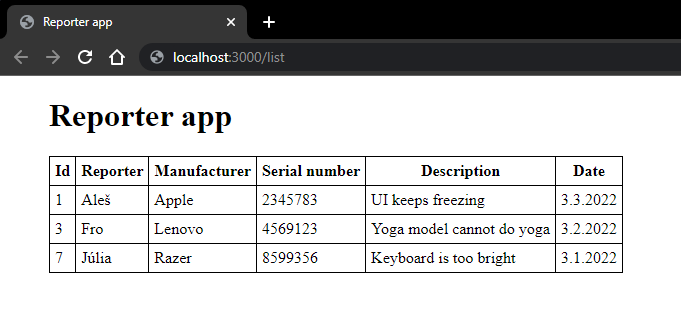 Reporter app
localhost:3000/list
Reporter app
Id Reporter Manufacturer Serial number Description Date
1 Aleš Apple 2345783 UI keeps freezing 3.3.2022
3 Fro Lenovo 4569123 Yoga model cannot do yoga 3.2.2022
7 Júlia Razer 8599356 Keyboard is too bright 3.1.2022